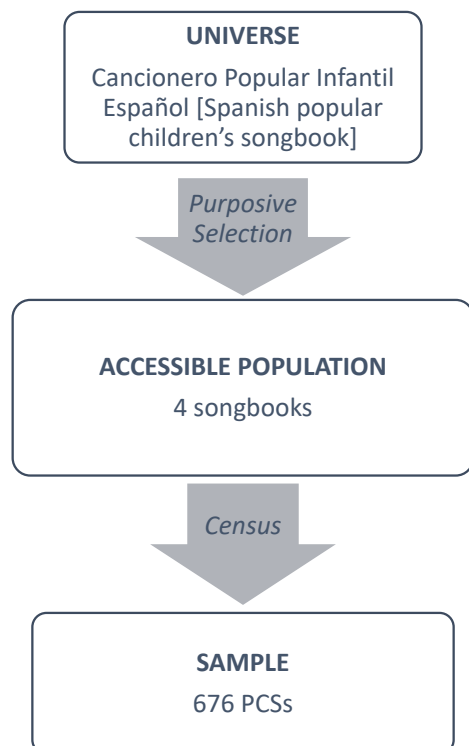 UNIVERSE
Cancionero Popular Infantil
Español [Spanish popular
children's songbook]
Purposive
Selection
ACCESSIBLE POPULATION
4 songbooks
Census
SAMPLE
676 PCSs